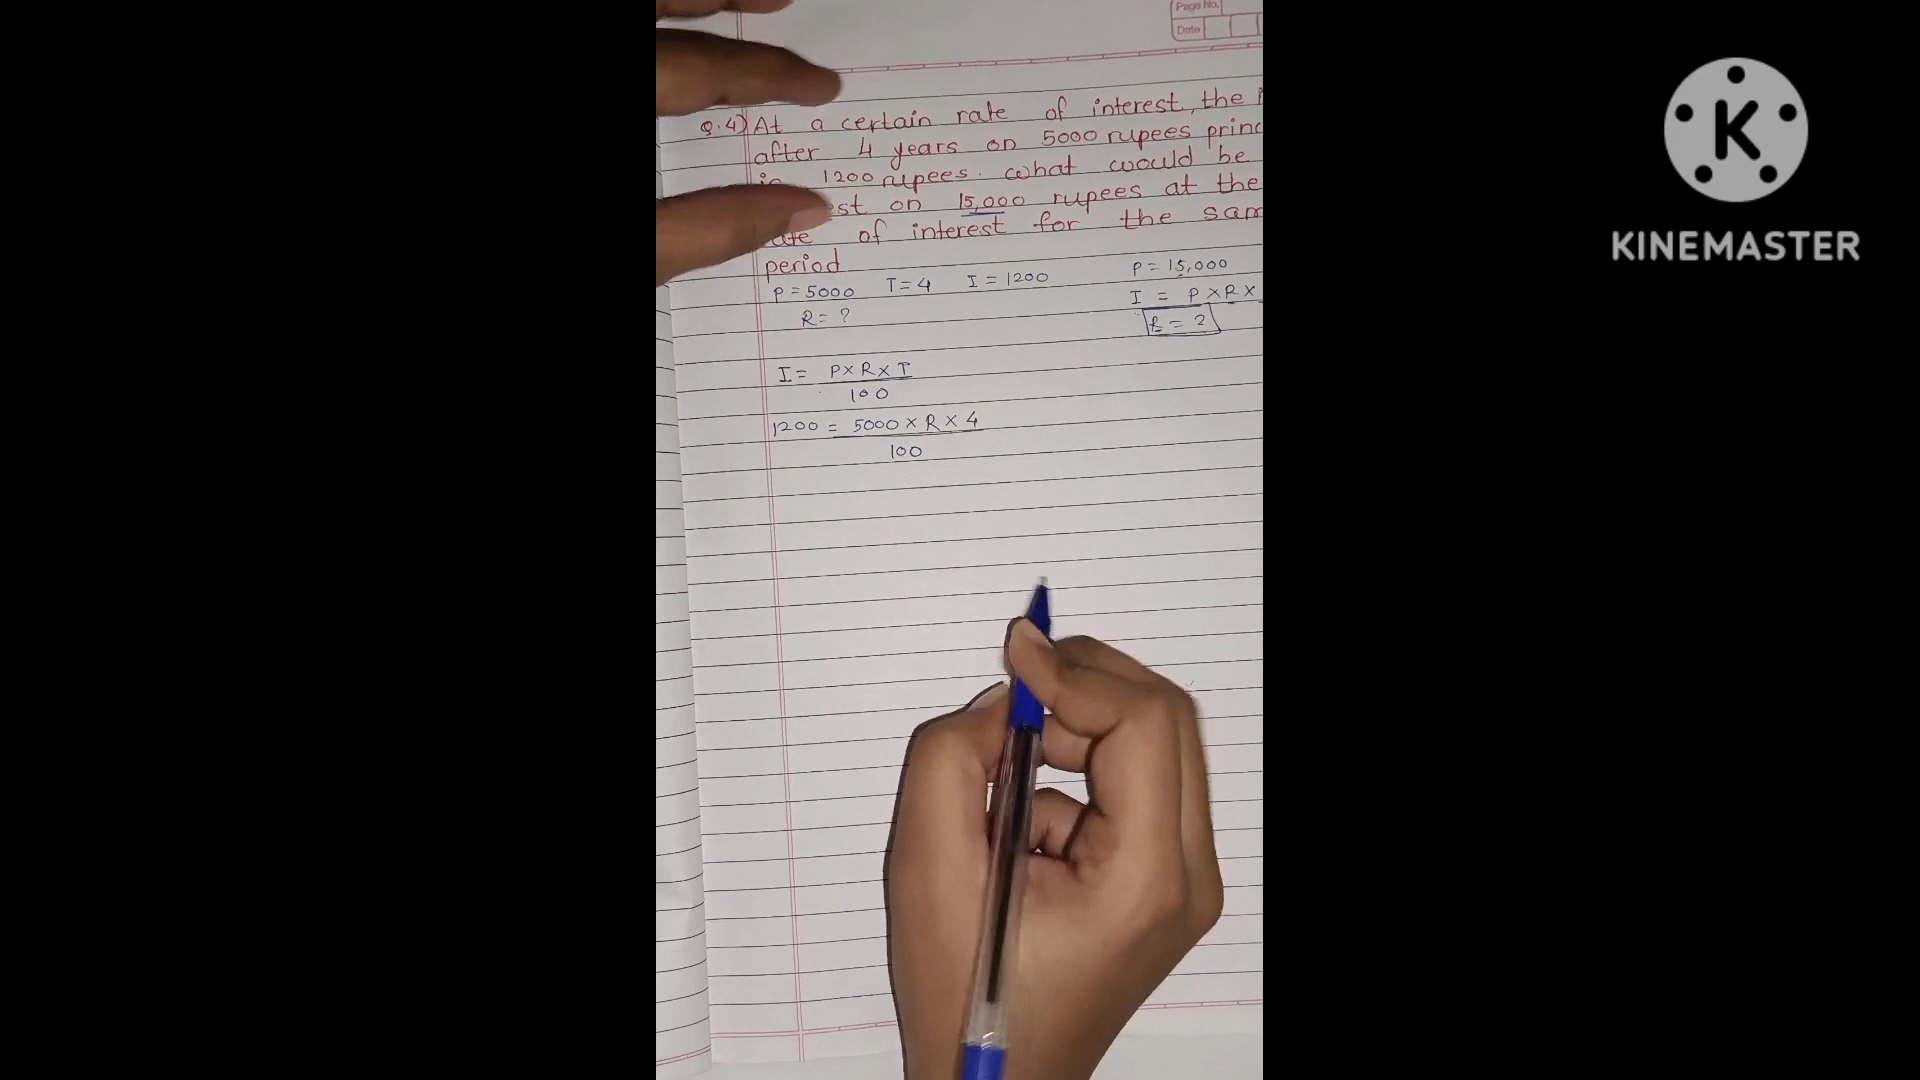 Page No.
Date
Q.4) At a certain rate of interest, the
after 4 years on 5000 rupees princ
1200 rupees. what would be
est on 15,000 rupees at the
of interest for the sam
period
P = 5000 T = 4 I = 1200 P = 15,000
R = ? I = P × R ×
R = ?
I = P × R × T
100
1200 = 5000 × R × 4
100
KINEMASTER